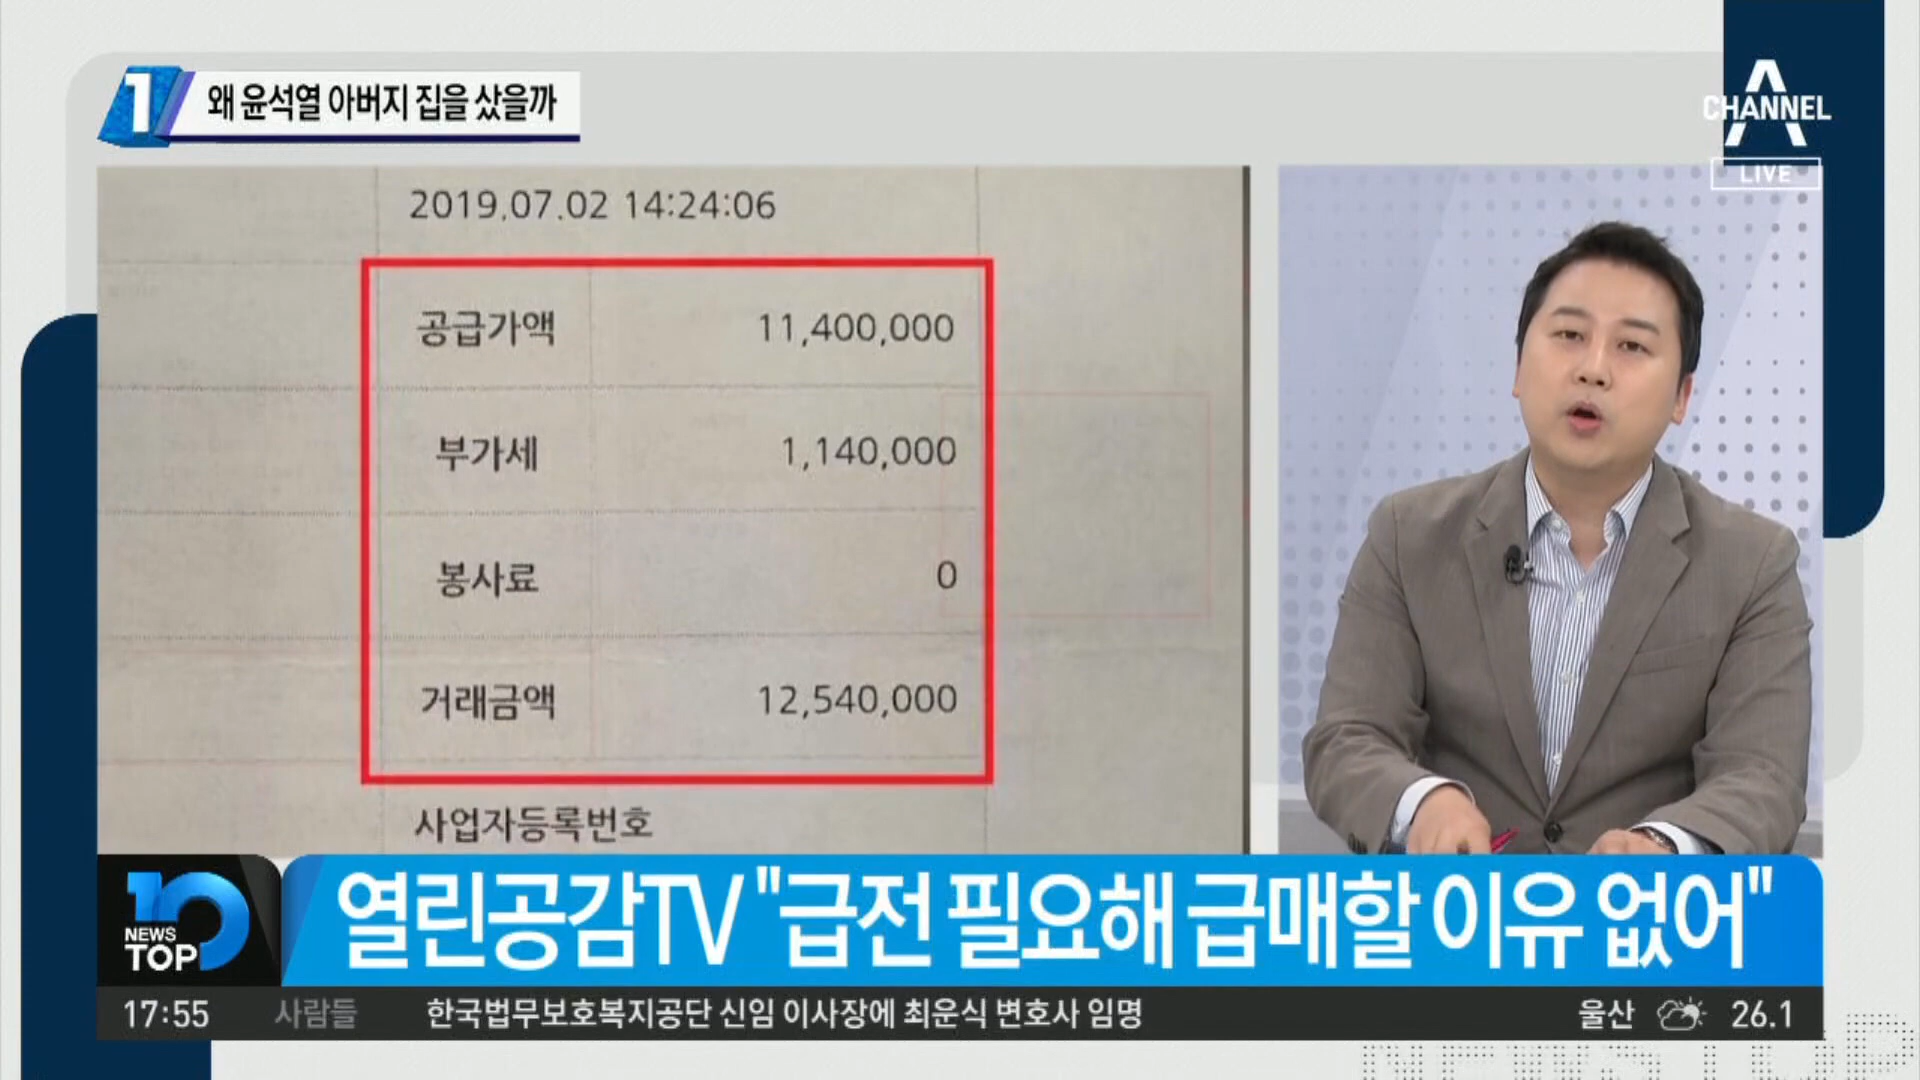 1 왜 윤석열 아버지 집을 샀을까
CHANNEL A
LIVE
2019.07.02 14:24:06
공급가액 11,400,000
부가세 1,140,000
봉사료 0
거래금액 12,540,000
사업자등록번호
NEWS TOP 10
열린공감TV "급전 필요해 급매할 이유 없어"
17:55 사람들 한국법무보호복지공단 신임 이사장에 최운식 변호사 임명 울산 26.1